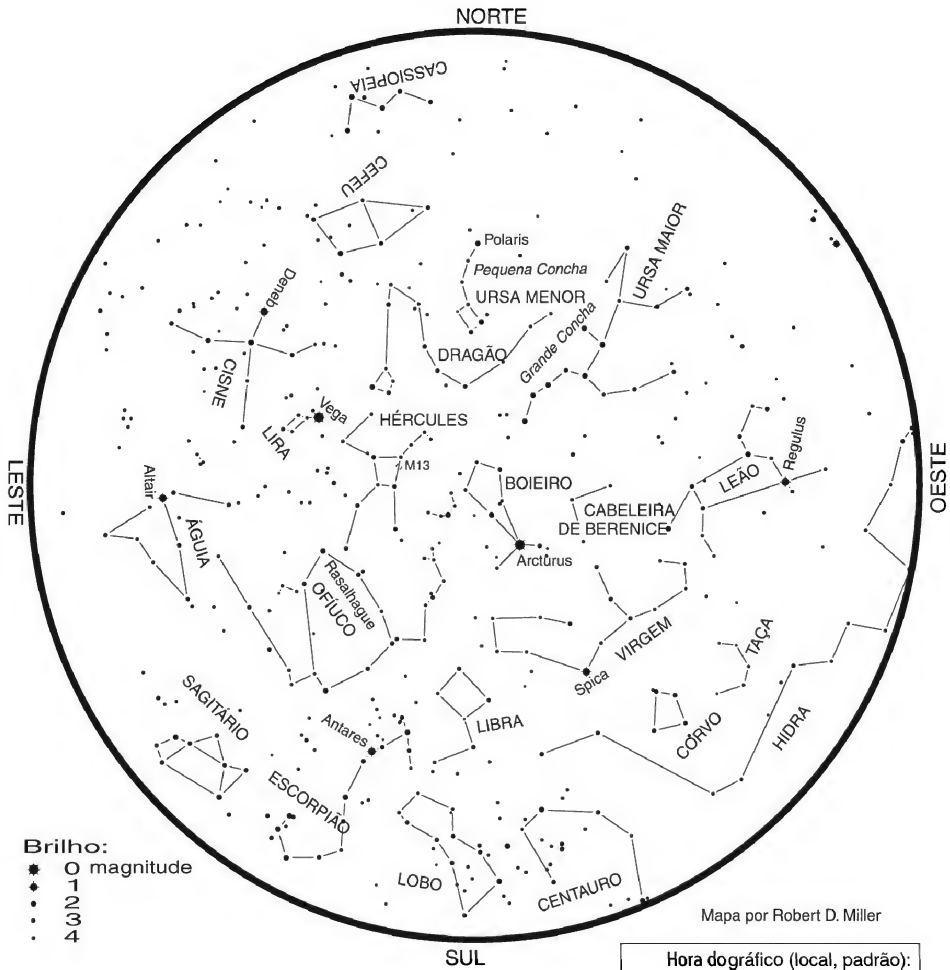 NORTE
CASSIOPEIA
CEFEU
Polaris
Pequena Concha
URSA MENOR
URSA MAIOR
Deneb
Grande Concha
DRAGÃO
CISNE
Vega
LIRA
HÉRCULES
M13
Regulus
LEÃO
BOIEIRO
CABELEIRA
DE BERENICE
LESTE
OESTE
Altair
ÁGUIA
Arcturus
Rasalhague
OFÍUCO
VIRGEM
TAÇA
Spica
SAGITÁRIO
Antares
LIBRA
CORVO
HIDRA
ESCORPIÃO
LOBO
CENTAURO
Brilho:
0 magnitude
1
2
3
4
Mapa por Robert D. Miller
SUL
Hora dográfico (local, padrão):